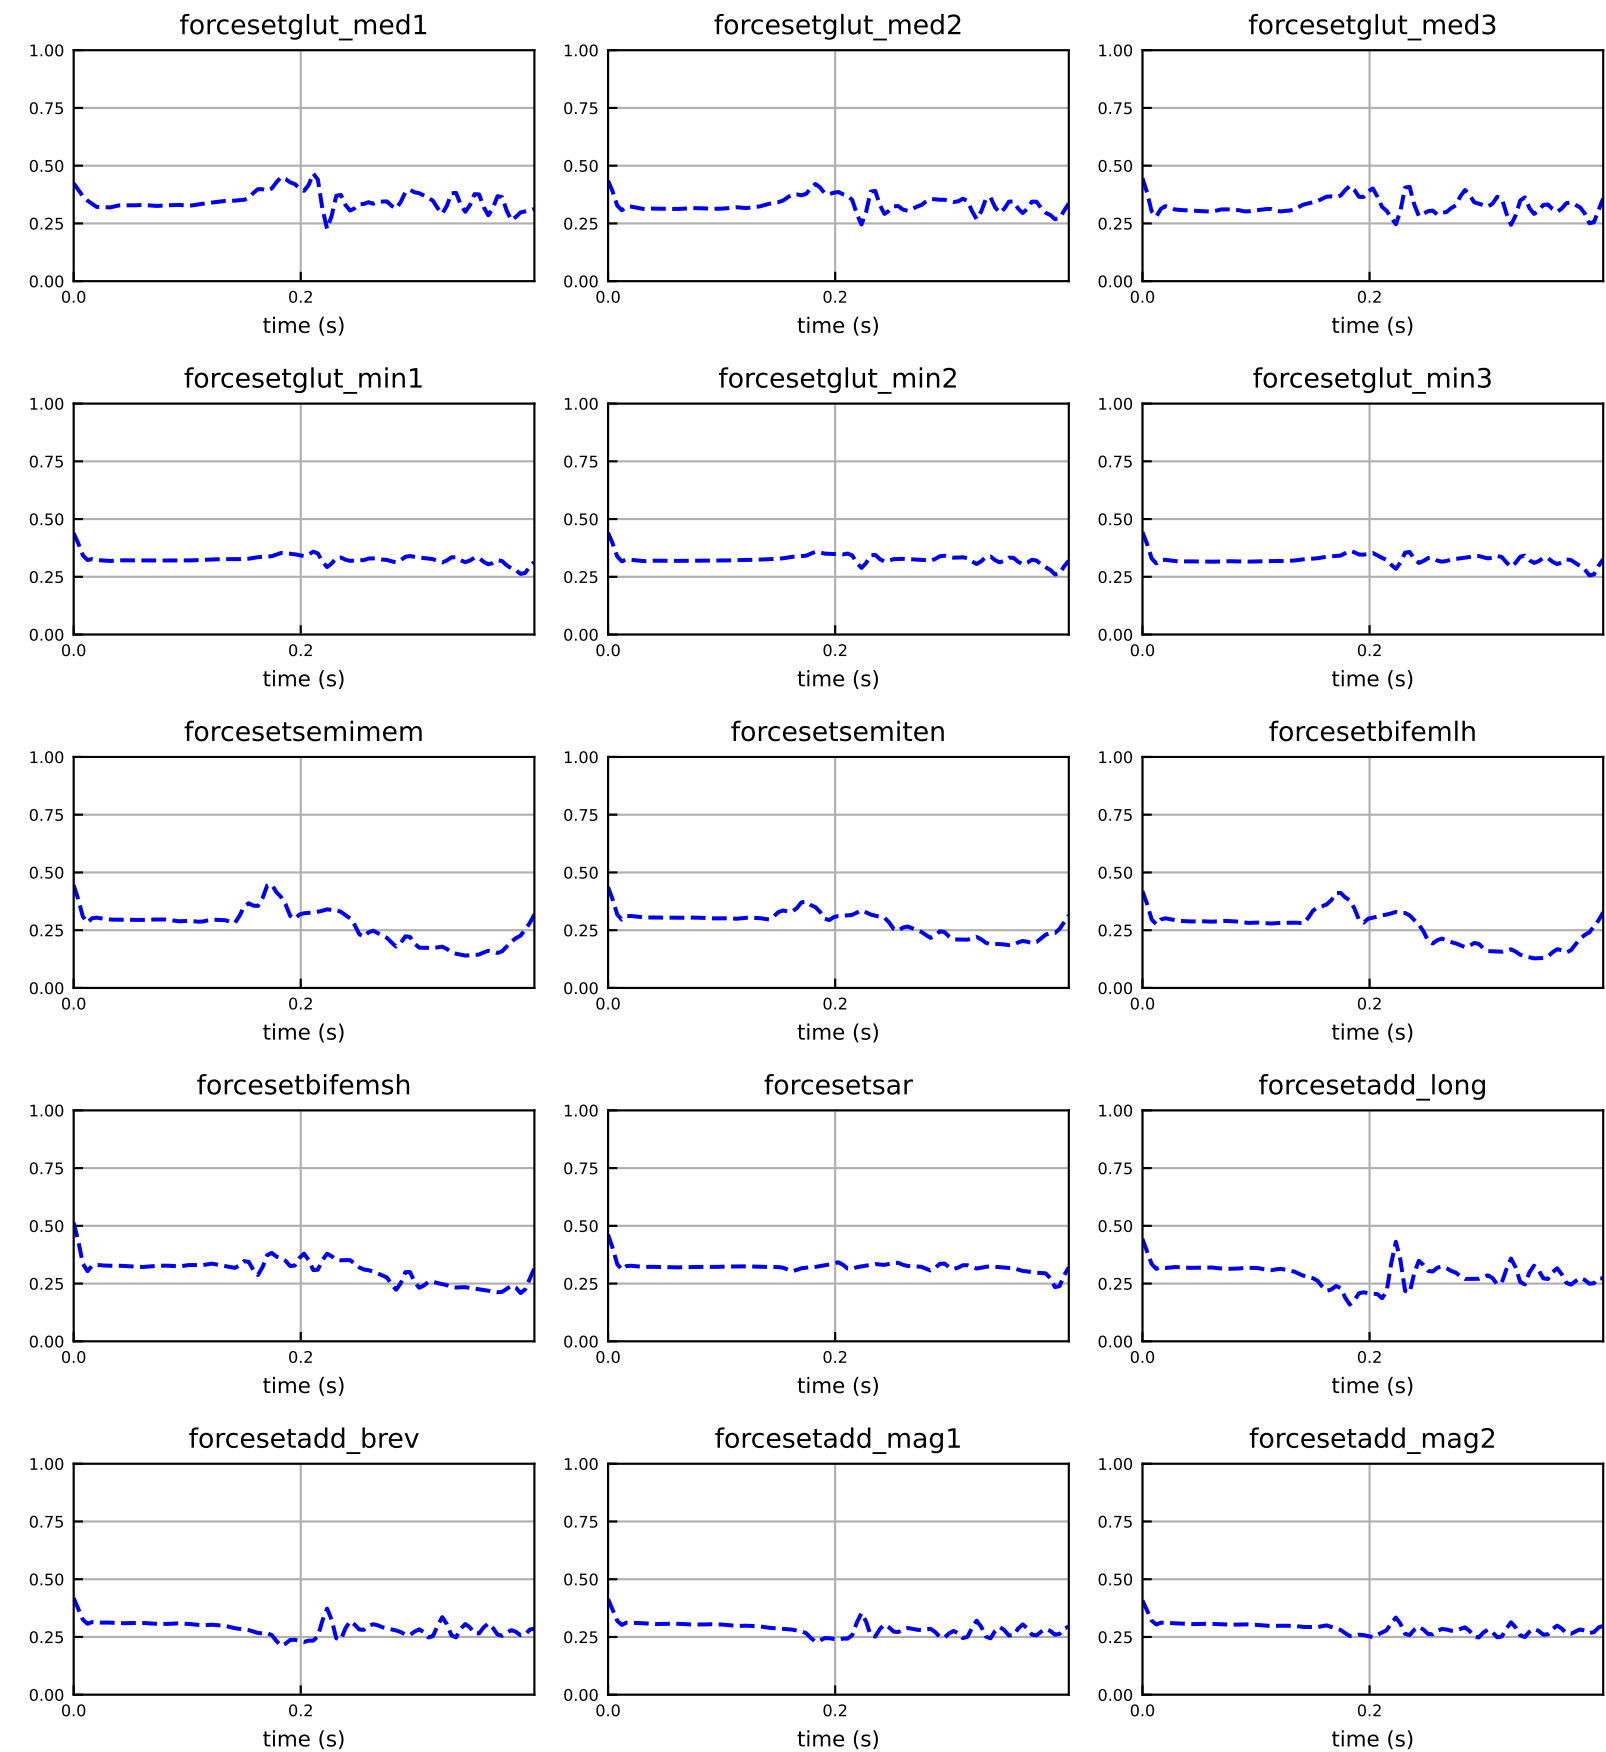 forcesetglut_med1 forcesetglut_med2 forcesetglut_med3
1.00 1.00 1.00
0.75 0.75 0.75
0.50 0.50 0.50
0.25 0.25 0.25
0.00 0.00 0.00
0.0 0.2 0.0 0.2 0.0 0.2
time (s) time (s) time (s)
forcesetglut_min1 forcesetglut_min2 forcesetglut_min3
1.00 1.00 1.00
0.75 0.75 0.75
0.50 0.50 0.50
0.25 0.25 0.25
0.00 0.00 0.00
0.0 0.2 0.0 0.2 0.0 0.2
time (s) time (s) time (s)
forcesetsemimem forcesetsemiten forcesetbifemlh
1.00 1.00 1.00
0.75 0.75 0.75
0.50 0.50 0.50
0.25 0.25 0.25
0.00 0.00 0.00
0.0 0.2 0.0 0.2 0.0 0.2
time (s) time (s) time (s)
forcesetbifemsh forcesetsar forcesetadd_long
1.00 1.00 1.00
0.75 0.75 0.75
0.50 0.50 0.50
0.25 0.25 0.25
0.00 0.00 0.00
0.0 0.2 0.0 0.2 0.0 0.2
time (s) time (s) time (s)
forcesetadd_brev forcesetadd_mag1 forcesetadd_mag2
1.00 1.00 1.00
0.75 0.75 0.75
0.50 0.50 0.50
0.25 0.25 0.25
0.00 0.00 0.00
0.0 0.2 0.0 0.2 0.0 0.2
time (s) time (s) time (s)